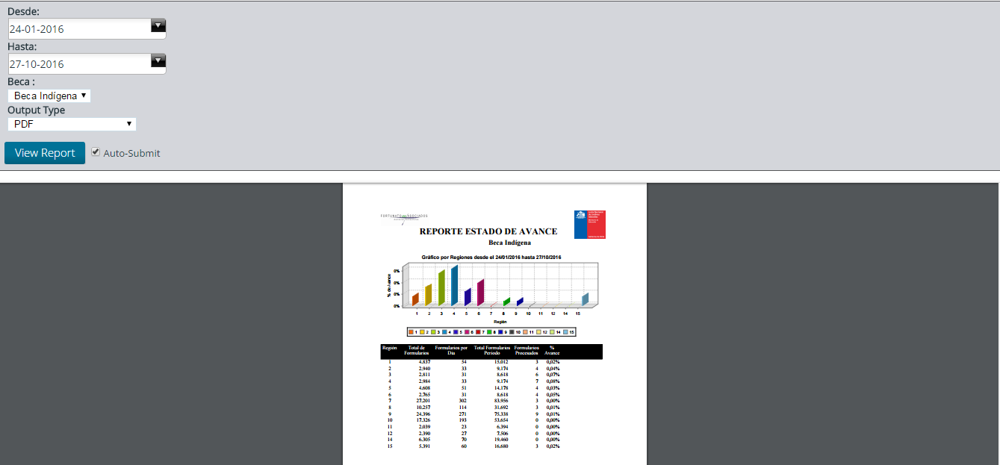 Desde:
24-01-2016
Hasta:
27-10-2016
Beca :
Beca Indígena
Output Type
PDF
View Report
Auto-Submit
FORTUNATO ASOCIADOS
REPORTE ESTADO DE AVANCE
Beca Indígena
Gráfico por Regiones desde el 24/01/2016 hasta 27/10/2016
% de Avance
0%
0%
0%
0%
1 2 3 4 5 6 7 8 9 10 11 12 14 15
Región
1 2 3 4 5 6 7 8 9 10 11 12 14 15
Región Total de Formularios Formularios por Día Total Formularios Periodo Formularios Procesados % Avance
1 4.837 54 15.012 3 0,02%
2 2.940 33 9.174 4 0,04%
3 2.811 31 8.618 6 0,07%
4 2.984 33 9.174 7 0,08%
5 4.608 51 14.178 4 0,03%
6 2.765 31 8.618 4 0,05%
7 27.201 302 83.956 3 0,00%
8 10.257 114 31.692 3 0,01%
9 24.396 271 75.338 9 0,01%
10 17.326 193 53.654 0 0,00%
11 2.039 23 6.394 0 0,00%
12 2.390 27 7.506 0 0,00%
14 6.305 70 19.460 0 0,00%
15 5.391 60 16.680 3 0,02%